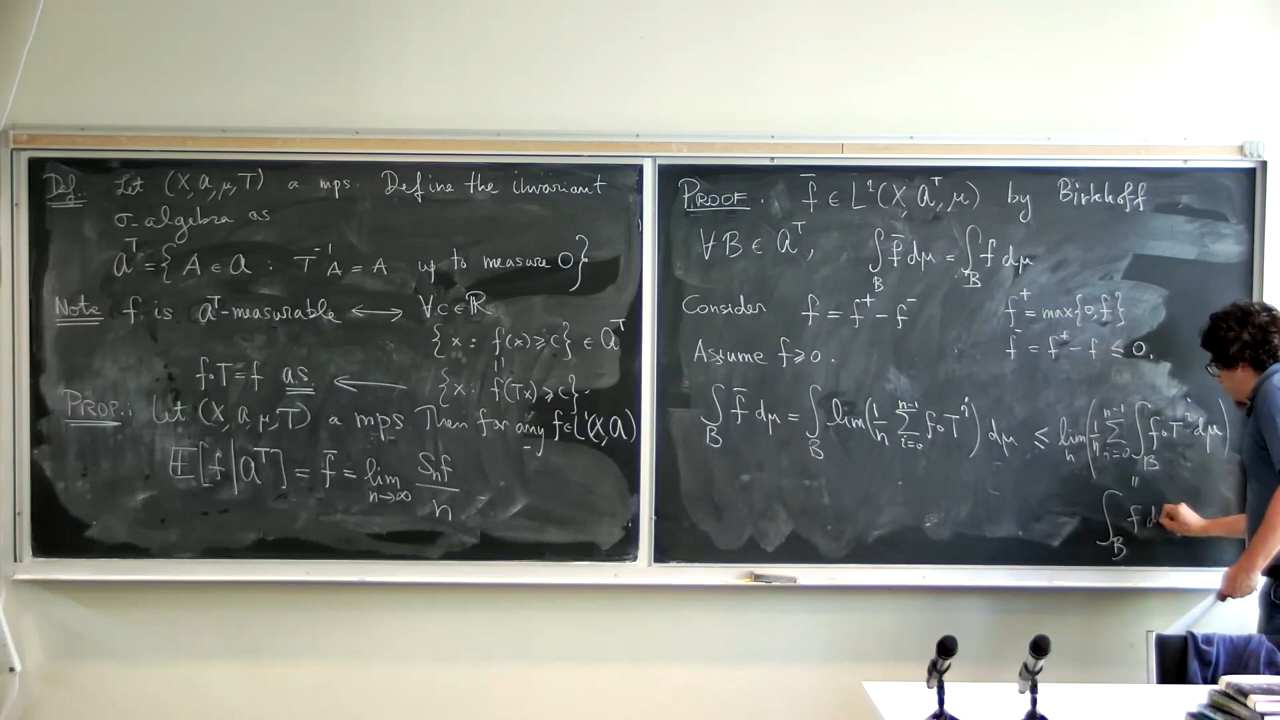 Def. Let (X, a, μ, T) a mps. Define the invariant
σ-algebra as
a^T = { A ∈ a : T^{-1}A = A up to measure 0}
Note f is a^T-measurable ⟷ ∀c∈ℝ
{x : f(x) ⩾ c} ∈ a^T
"
f∘T = f a.s ⟵ {x : f(Tx) ⩾ c}.
PROP.: Let (X, a, μ, T) a mps Then for any f∈L^1(X, a)
𝔼[f | a^T] = f̄ = lim_{n→∞} S_n f / n
PROOF. f̄ ∈ L^1(X, a^T, μ) by Birkhoff
∀B ∈ a^T, ∫_B f̄ dμ = ∫_B f dμ
Consider f = f^+ - f^- f^+ = max{0, f}
Assume f ⩾ 0. f^- = f^+ - f ⩽ 0.
∫_B f̄ dμ = ∫_B lim(1/n ∑_{i=0}^{n-1} f∘T^i) dμ ⩽ lim_n (1/n ∑_{i=0}^{n-1} ∫_B f∘T^i dμ)
"
∫_B f d